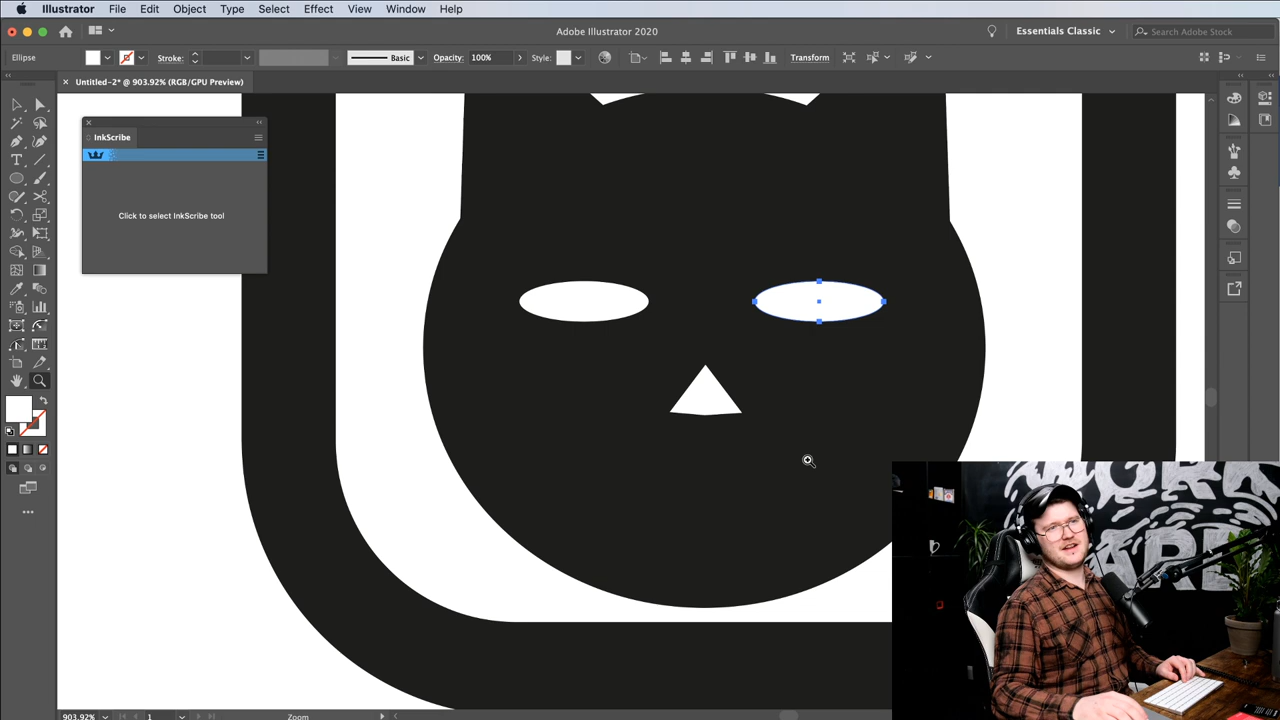 Illustrator File Edit Object Type Select Effect View Window Help
Adobe Illustrator 2020
Essentials Classic
Search Adobe Stock
Ellipse
Stroke:
Basic
Opacity: 100%
Style:
Transform
Untitled-2* @ 903.92% (RGB/GPU Preview)
InkScribe
Click to select InkScribe tool
WORK
HARD
903.92%
1
Zoom